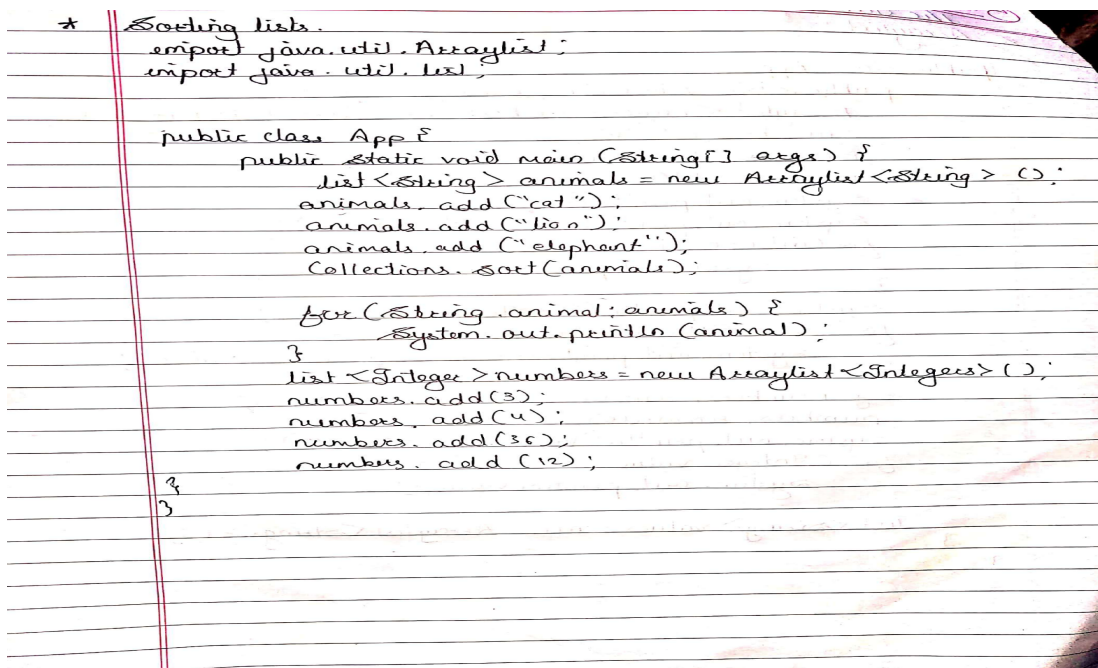 * Sorting lists.
import java.util.Arraylist;
import java.util.list;
public class App {
public static void main (String[] args) {
list <String> animals = new Arraylist <String> ();
animals.add ("cat");
animals.add ("lion");
animals.add ("elephant");
Collections.sort(animals);
for (String animal: animals) {
System.out.println (animal);
}
list <Integer> numbers = new Arraylist <Integers> ();
numbers.add(3);
numbers.add(4);
numbers.add(36);
numbers.add (12);
}
}